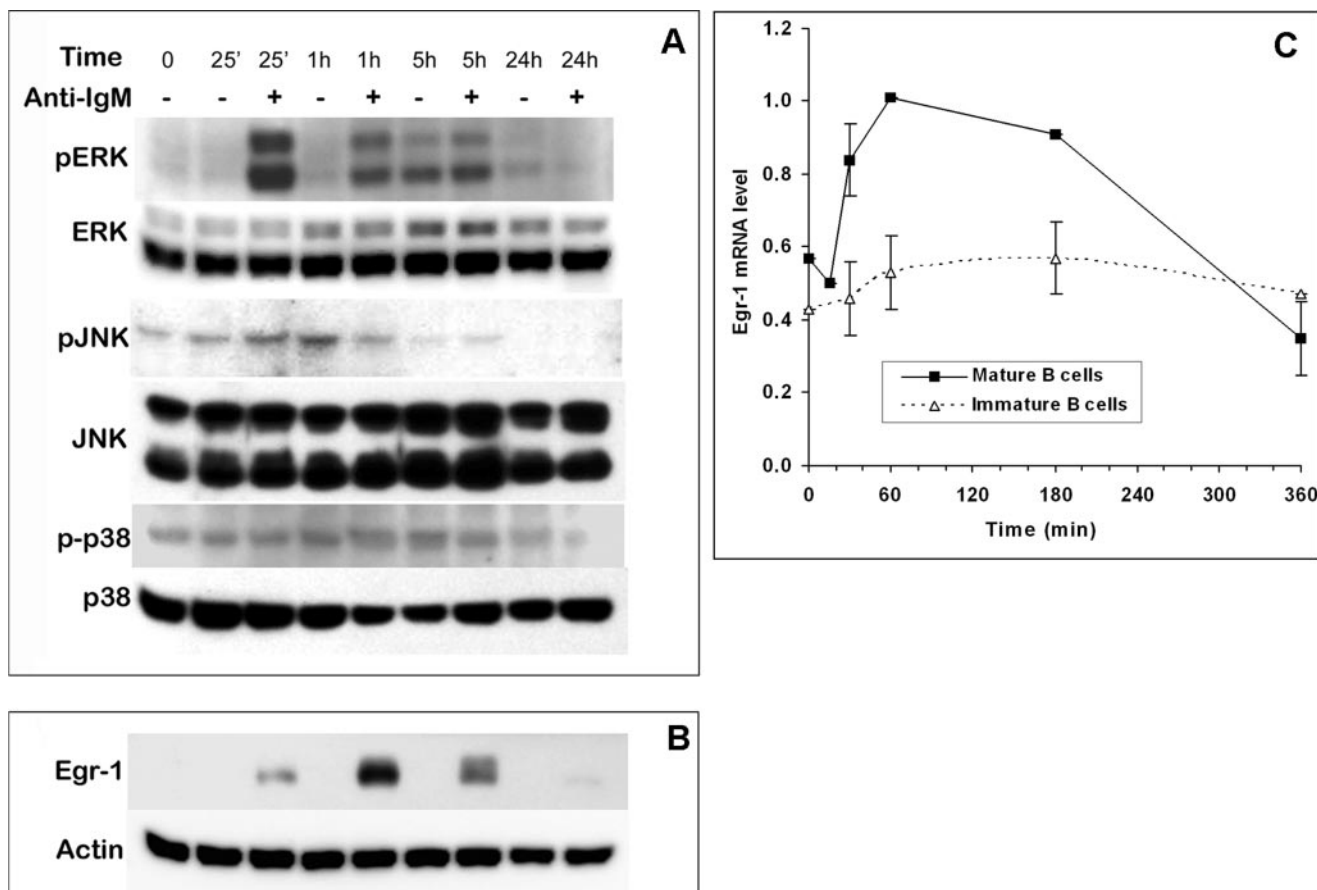 A
Time 0 25' 25' 1h 1h 5h 5h 24h 24h
Anti-IgM - - + - + - + - +
pERK
ERK
pJNK
JNK
p-p38
p38
B
Egr-1
Actin
C
Egr-1 mRNA level
1.2
1.0
0.8
0.6
0.4
0.2
0.0
Mature B cells
Immature B cells
0 60 120 180 240 300 360
Time (min)